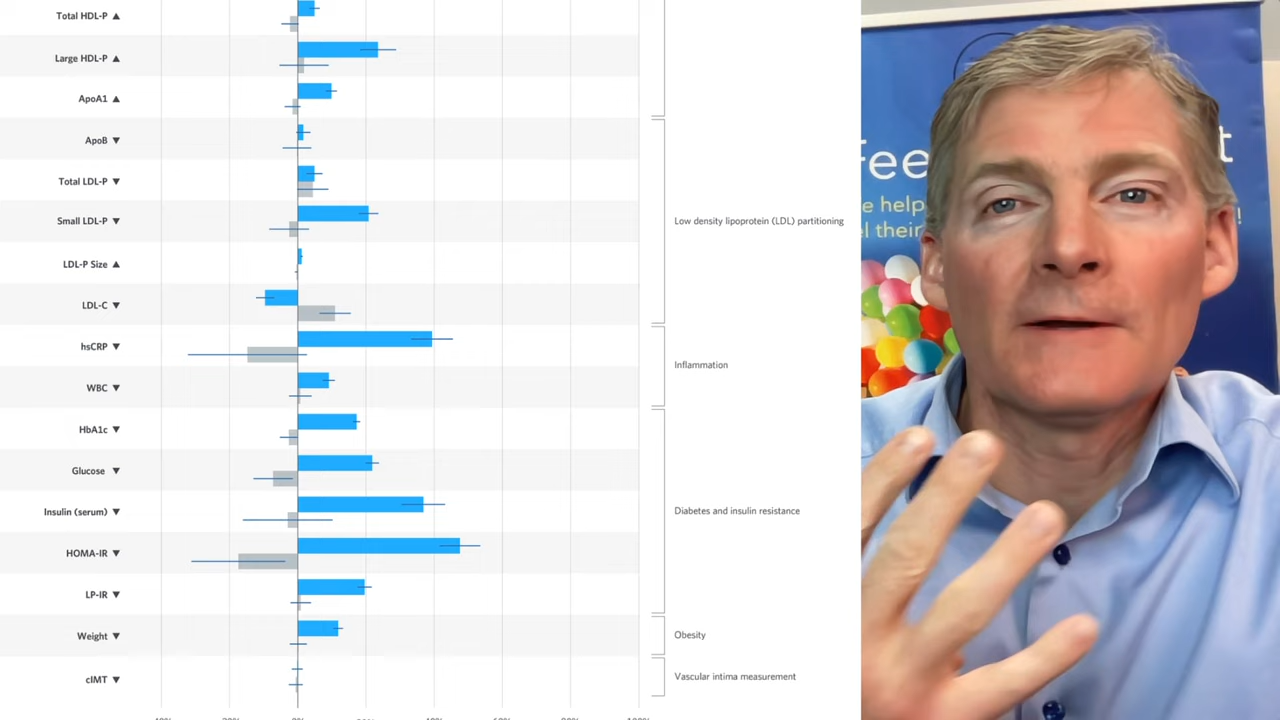 Total HDL-P ▲
Large HDL-P ▲
ApoA1 ▲
ApoB ▼
Total LDL-P ▼
Small LDL-P ▼
LDL-P Size ▲
LDL-C ▼
hsCRP ▼
WBC ▼
HbA1c ▼
Glucose ▼
Insulin (serum) ▼
HOMA-IR ▼
LP-IR ▼
Weight ▼
cIMT ▼
Low density lipoprotein (LDL) partitioning
Inflammation
Diabetes and insulin resistance
Obesity
Vascular intima measurement
help
their